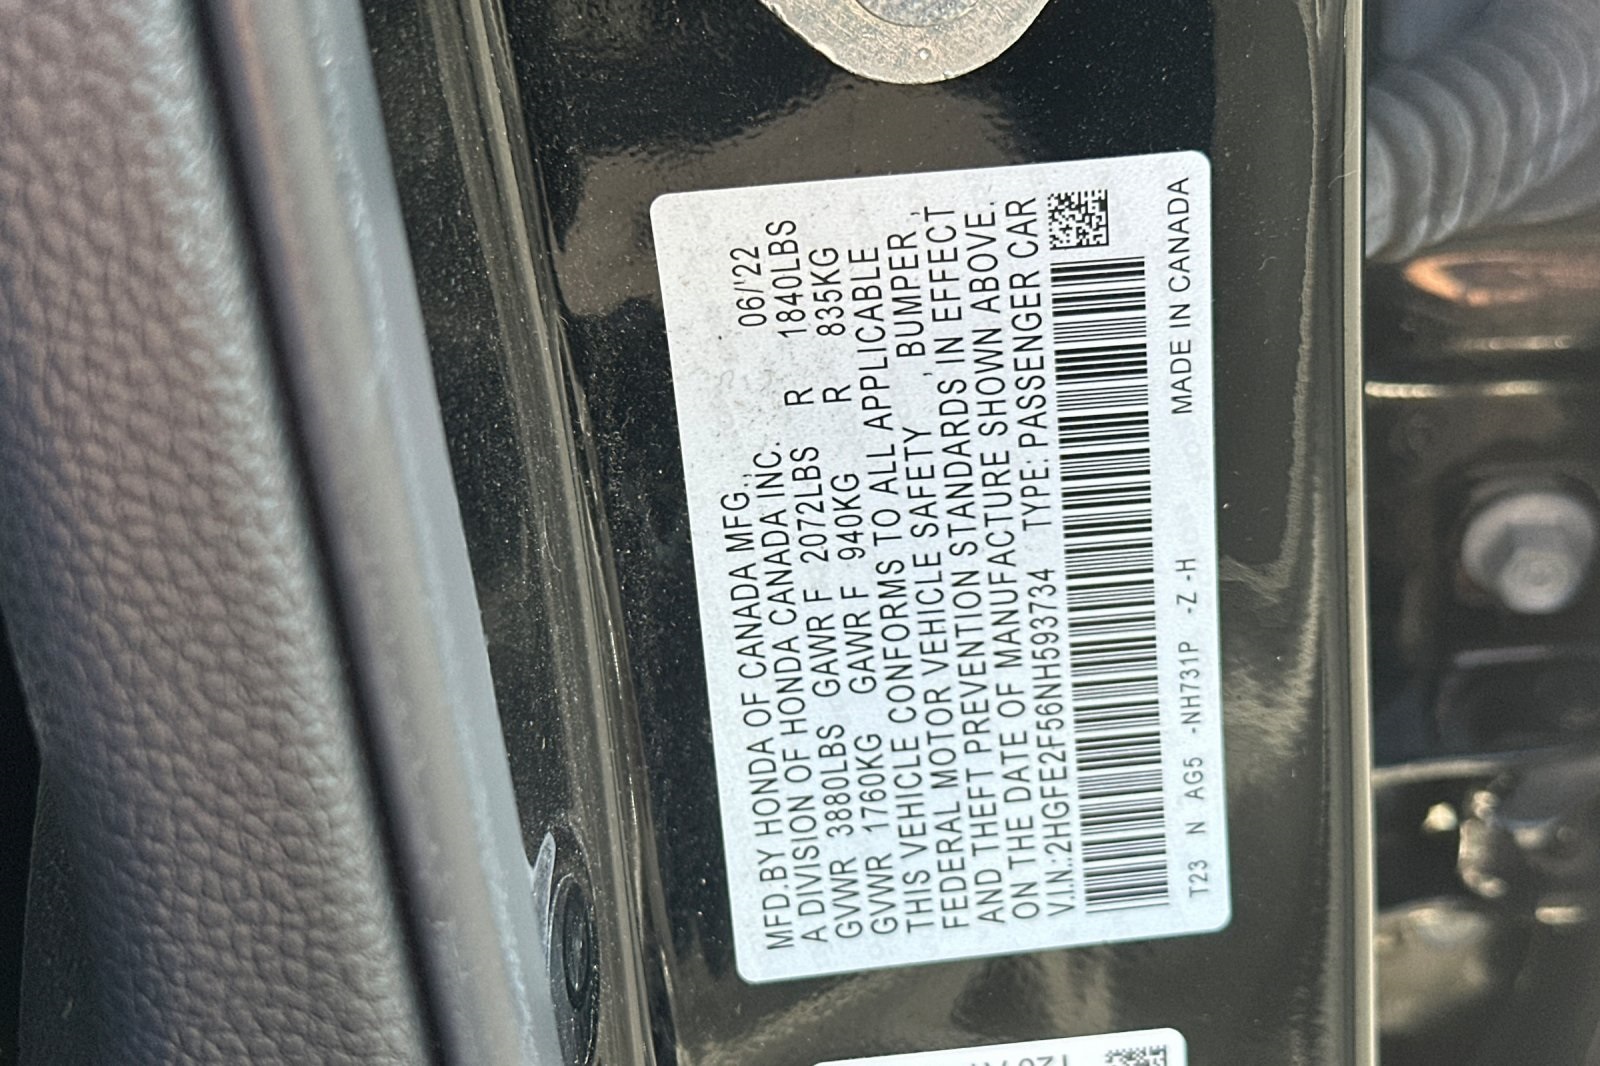 MFD.BY HONDA OF CANADA MFG., 06/'22
A DIVISION OF HONDA CANADA INC.
GVWR 3880LBS GAWR F 2072LBS R 1840LBS
GVWR 1760KG GAWR F 940KG R 835KG
THIS VEHICLE CONFORMS TO ALL APPLICABLE
FEDERAL MOTOR VEHICLE SAFETY , BUMPER,
AND THEFT PREVENTION STANDARDS IN EFFECT
ON THE DATE OF MANUFACTURE SHOWN ABOVE.
V.I.N.:2HGFE2F56NH593734 TYPE: PASSENGER CAR
T23 N AG5 -NH731P -Z -H MADE IN CANADA